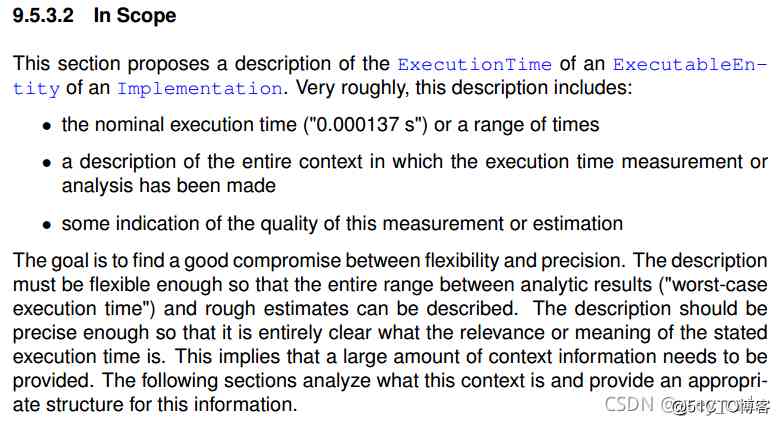 9.5.3.2 In Scope
This section proposes a description of the ExecutionTime of an ExecutableEn-
tity of an Implementation. Very roughly, this description includes:
• the nominal execution time ("0.000137 s") or a range of times
• a description of the entire context in which the execution time measurement or
analysis has been made
• some indication of the quality of this measurement or estimation
The goal is to find a good compromise between flexibility and precision. The description
must be flexible enough so that the entire range between analytic results ("worst-case
execution time") and rough estimates can be described. The description should be
precise enough so that it is entirely clear what the relevance or meaning of the stated
execution time is. This implies that a large amount of context information needs to be
provided. The following sections analyze what this context is and provide an appropri-
ate structure for this information.
CSDN @51CTO博客